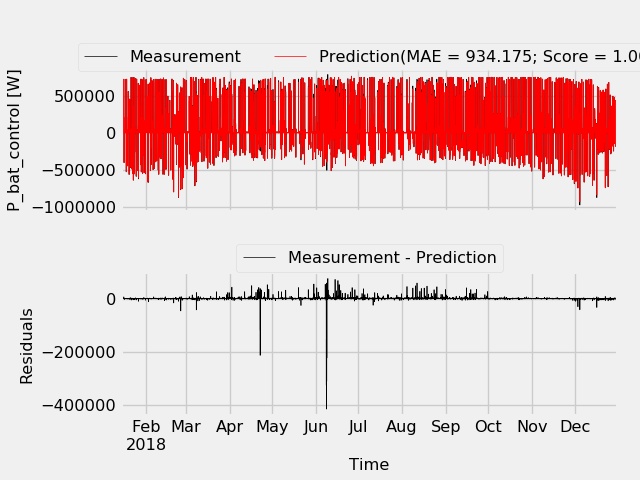 Measurement
Prediction(MAE = 934.175; Score = 1.0
P_bat_control [W]
500000
0
−500000
−1000000
Measurement - Prediction
Residuals
0
−200000
−400000
Feb Mar Apr May Jun Jul Aug Sep Oct Nov Dec
2018
Time